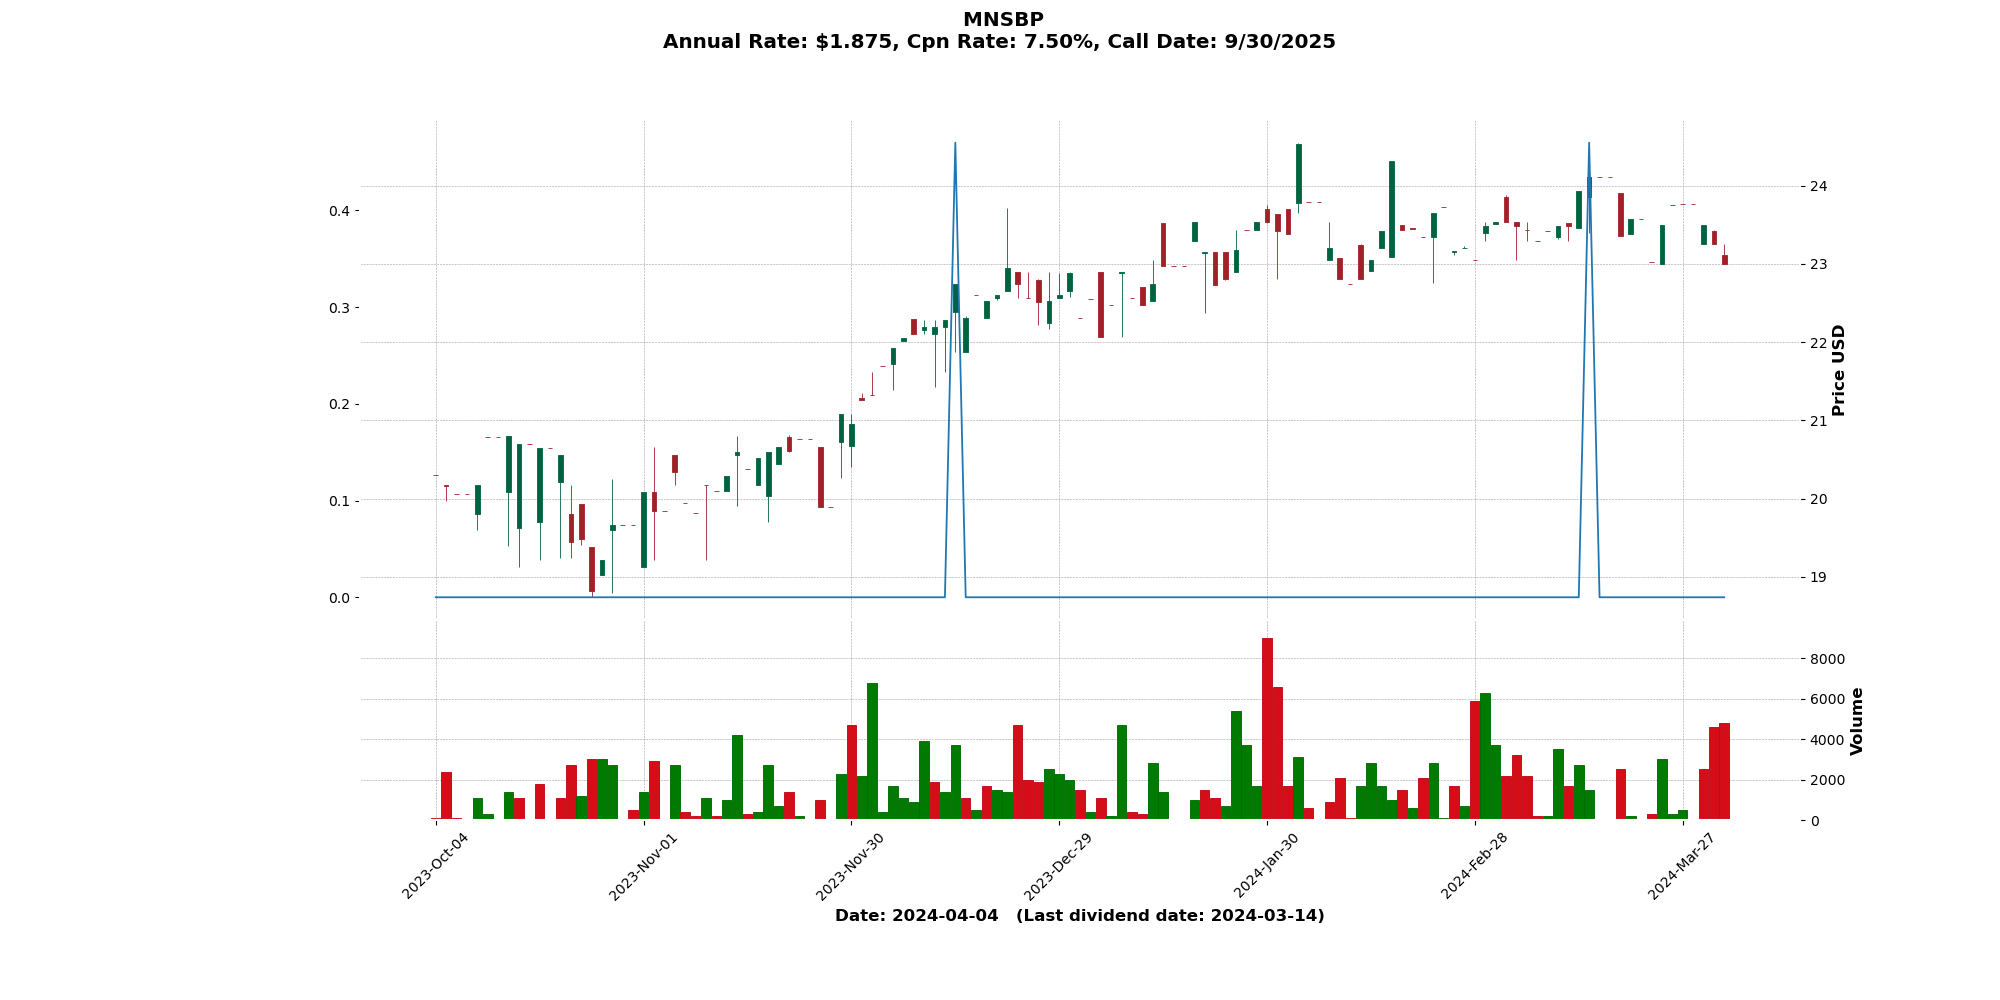 MNSBP
Annual Rate: $1.875, Cpn Rate: 7.50%, Call Date: 9/30/2025
0.4
0.3
0.2
0.1
0.0
24
23
22
21
20
19
Price USD
8000
6000
4000
2000
0
Volume
2023-Oct-04
2023-Nov-01
2023-Nov-30
2023-Dec-29
2024-Jan-30
2024-Feb-28
2024-Mar-27
Date: 2024-04-04 (Last dividend date: 2024-03-14)